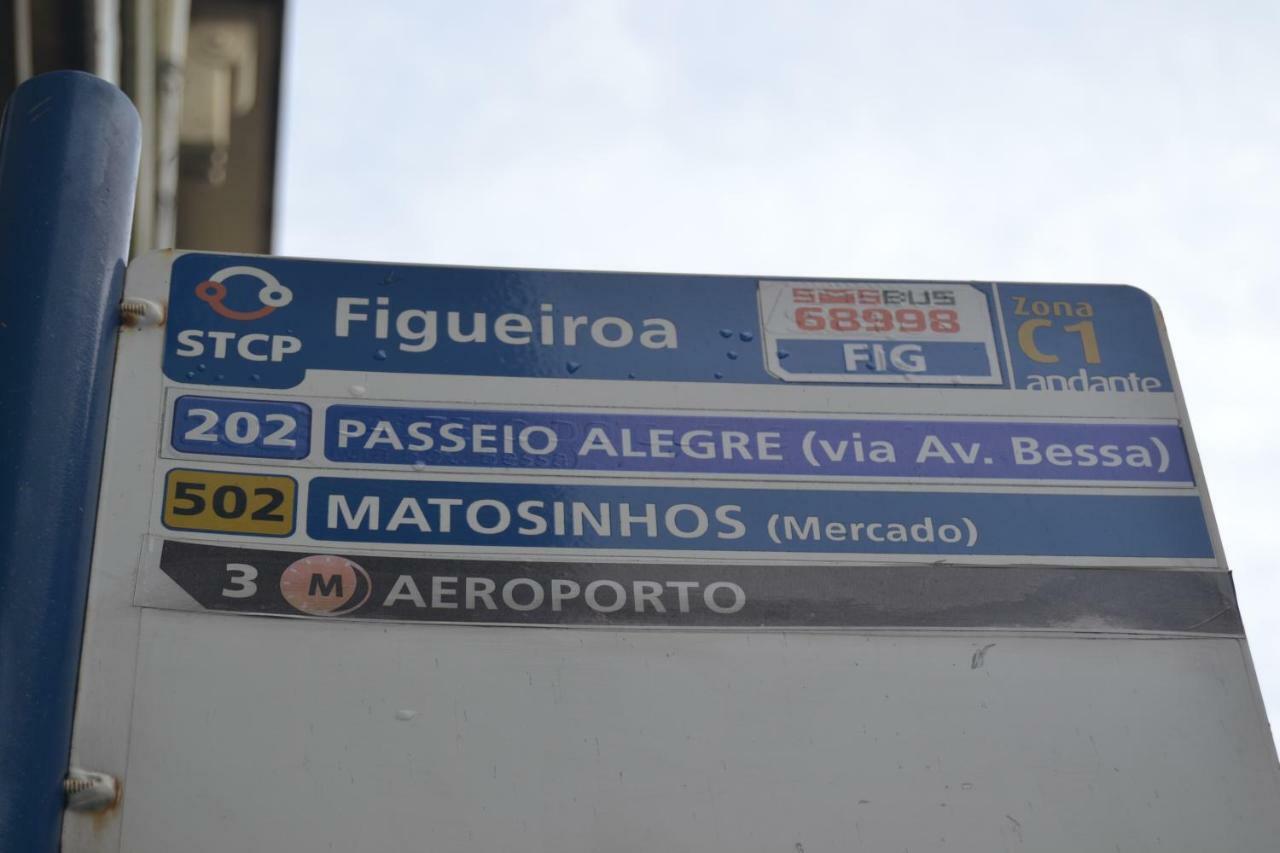 STCP
Figueiroa
SMSBUS
68998
FIG
Zona
C1
andante
202 PASSEIO ALEGRE (via Av. Bessa)
502 MATOSINHOS (Mercado)
3 M AEROPORTO